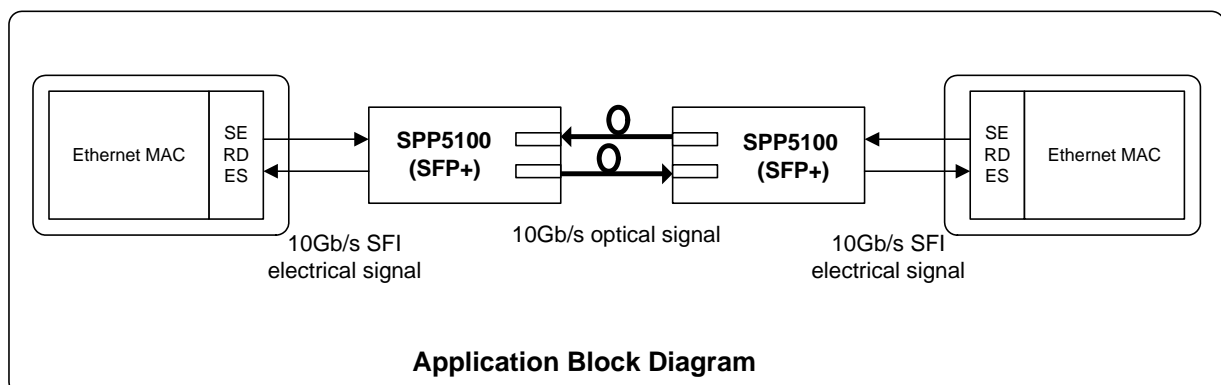 Ethernet MAC
SE
RD
ES
SPP5100
(SFP+)
SPP5100
(SFP+)
SE
RD
ES
Ethernet MAC
10Gb/s SFI
electrical signal
10Gb/s optical signal
10Gb/s SFI
electrical signal
Application Block Diagram